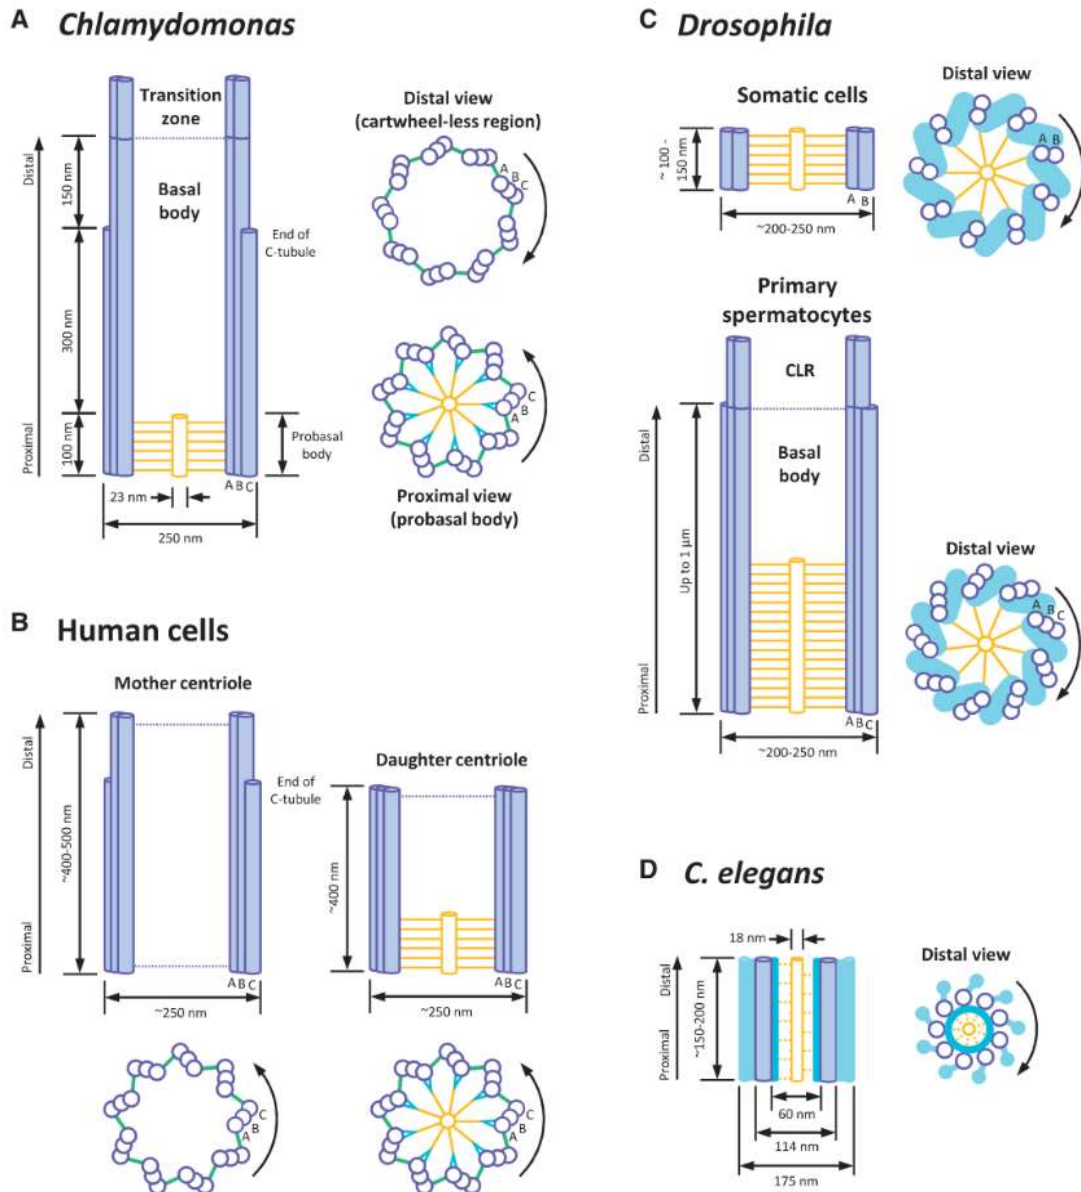 A Chlamydomonas
Transition
zone
Basal
body
End of
C-tubule
Distal
Proximal
150 nm
300 nm
100 nm
Probasal
body
A B C
23 nm
250 nm
Distal view
(cartwheel-less region)
A
B
C
C
B
A
Proximal view
(probasal body)
B Human cells
Mother centriole
Distal
Proximal
~400-500 nm
End of
C-tubule
A B C
~250 nm
C
B
A
Daughter centriole
~400 nm
A B C
~250 nm
C
B
A
C Drosophila
Somatic cells
~ 100 -
150 nm
A B
~200-250 nm
Distal view
A B
Primary
spermatocytes
CLR
Basal
body
Distal
Proximal
Up to 1 µm
A B C
~200-250 nm
Distal view
A
B
C
D C. elegans
18 nm
Distal
Proximal
~150-200 nm
60 nm
114 nm
175 nm
Distal view